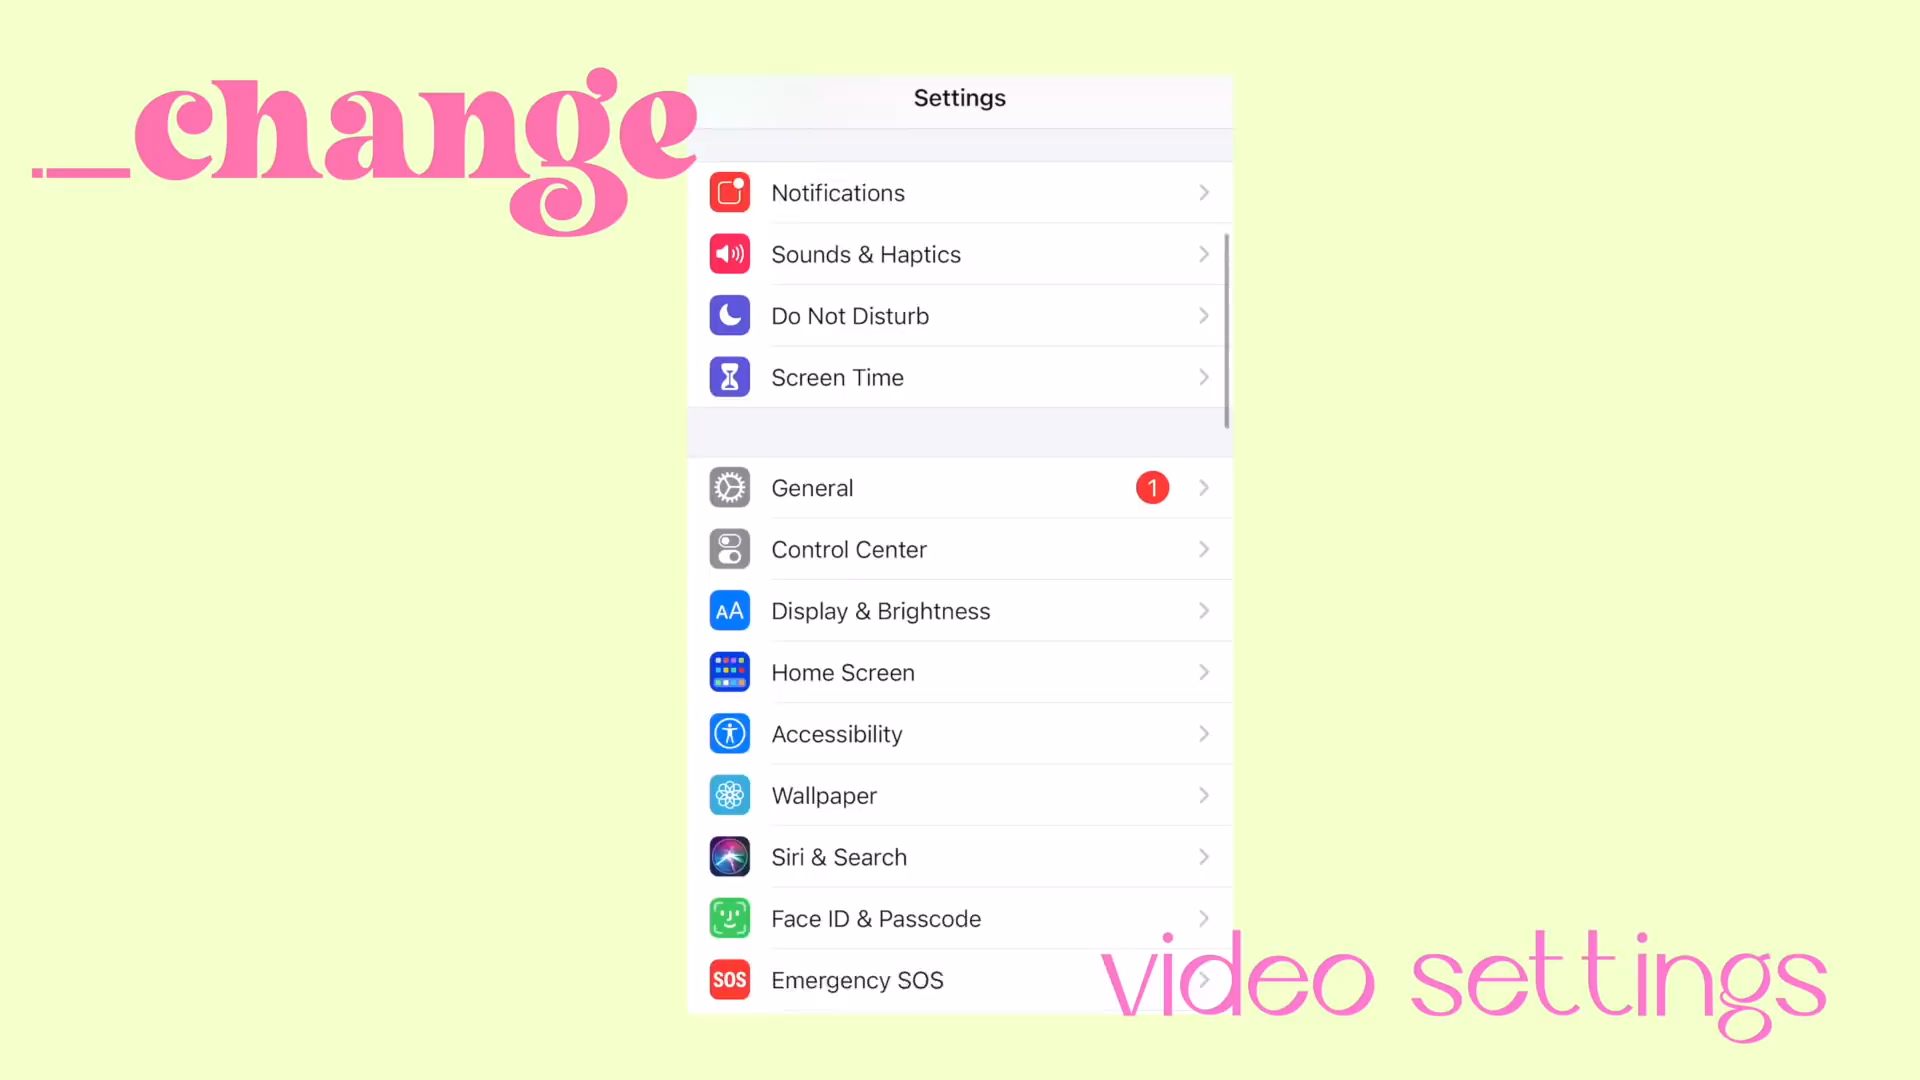 ._change
Settings
Notifications
Sounds & Haptics
Do Not Disturb
Screen Time
General 1
Control Center
AA Display & Brightness
Home Screen
Accessibility
Wallpaper
Siri & Search
Face ID & Passcode
SOS Emergency SOS
video settings